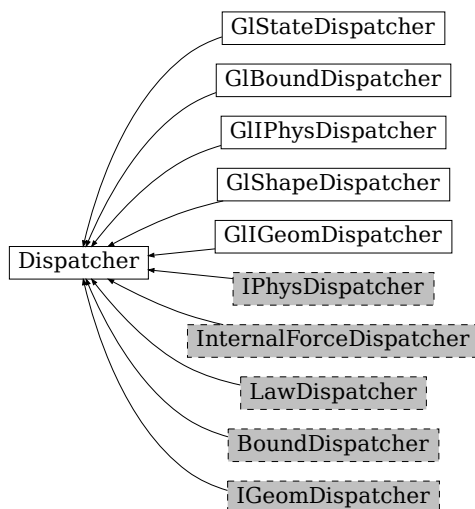 GlStateDispatcher
GlBoundDispatcher
GlIPhysDispatcher
GlShapeDispatcher
GlIGeomDispatcher
Dispatcher
IPhysDispatcher
InternalForceDispatcher
LawDispatcher
BoundDispatcher
IGeomDispatcher